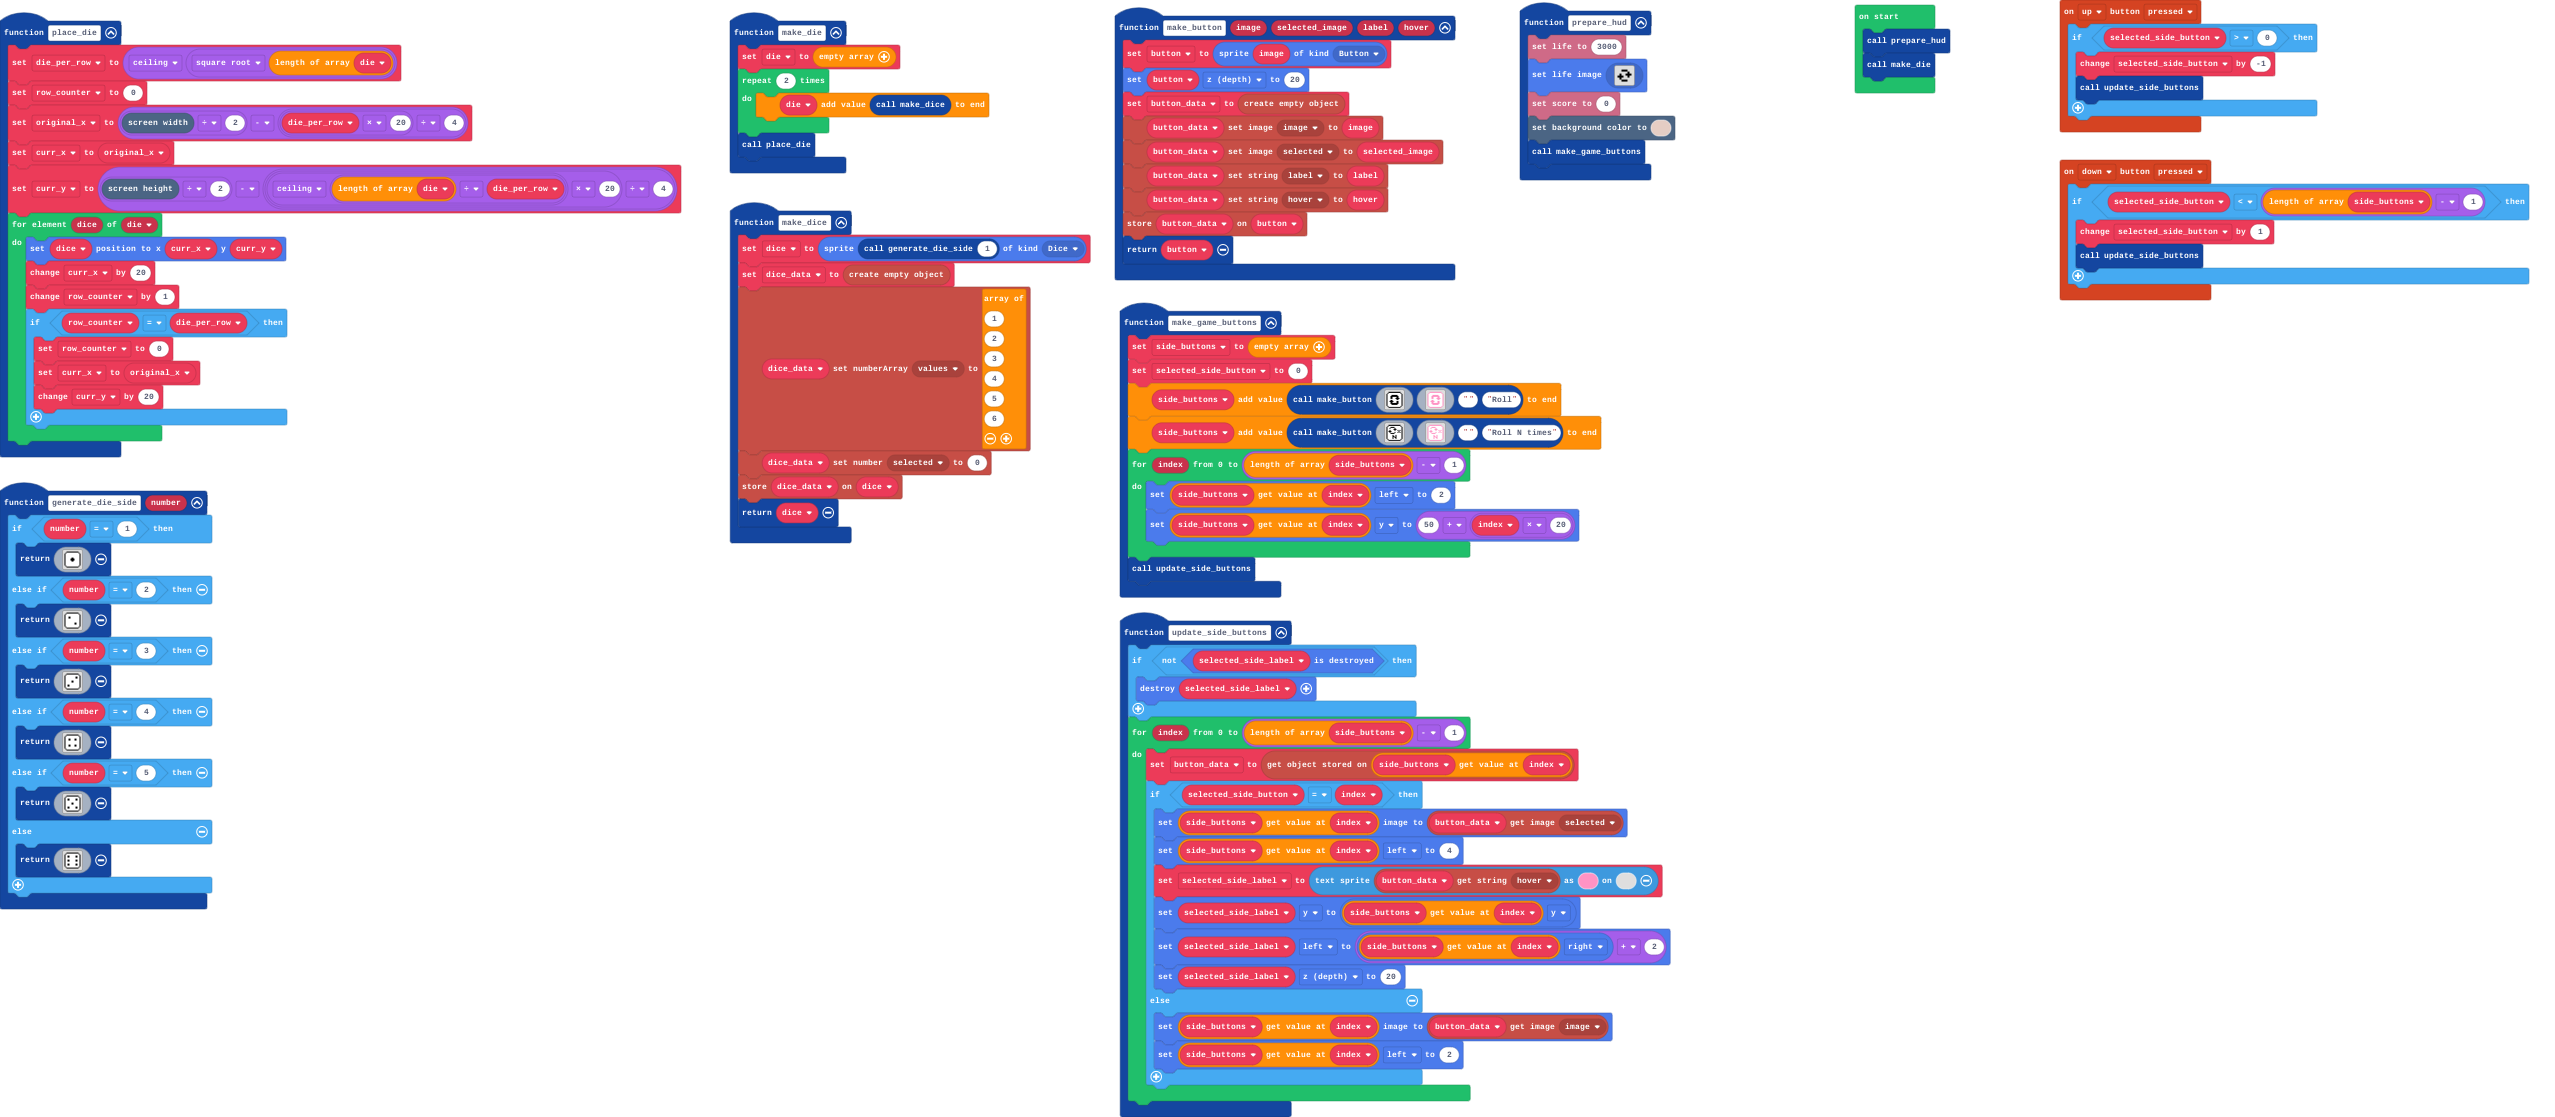 function place_die
set die_per_row to ceiling square root length of array die
set row_counter to 0
set original_x to screen width ÷ 2 - die_per_row × 20 ÷ 4
set curr_x to original_x
set curr_y to screen height ÷ 2 - ceiling length of array die ÷ die_per_row × 20 ÷ 4
for element dice of die
do
set dice position to x curr_x y curr_y
change curr_x by 20
change row_counter by 1
if row_counter = die_per_row then
set row_counter to 0
set curr_x to original_x
change curr_y by 20
function generate_die_side number
if number = 1 then
return
else if number = 2 then
return
else if number = 3 then
return
else if number = 4 then
return
else if number = 5 then
return
else
return
function make_die
set die to empty array
repeat 2 times
do
die add value call make_dice to end
call place_die
function make_dice
set dice to sprite call generate_die_side 1 of kind Dice
set dice_data to create empty object
dice_data set numberArray values to array of
1
2
3
4
5
6
dice_data set number selected to 0
store dice_data on dice
return dice
function make_button image selected_image label hover
set button to sprite image of kind Button
set button z (depth) to 20
set button_data to create empty object
button_data set image image to image
button_data set image selected to selected_image
button_data set string label to label
button_data set string hover to hover
store button_data on button
return button
function make_game_buttons
set side_buttons to empty array
set selected_side_button to 0
side_buttons add value call make_button "" "Roll" to end
side_buttons add value call make_button "" "Roll N times" to end
for index from 0 to length of array side_buttons - 1
do
set side_buttons get value at index left to 2
set side_buttons get value at index y to 50 + index × 20
call update_side_buttons
function update_side_buttons
if not selected_side_label is destroyed then
destroy selected_side_label
for index from 0 to length of array side_buttons - 1
do
set button_data to get object stored on side_buttons get value at index
if selected_side_button = index then
set side_buttons get value at index image to button_data get image selected
set side_buttons get value at index left to 4
set selected_side_label to text sprite button_data get string hover as on
set selected_side_label y to side_buttons get value at index y
set selected_side_label left to side_buttons get value at index right + 2
set selected_side_label z (depth) to 20
else
set side_buttons get value at index image to button_data get image image
set side_buttons get value at index left to 2
function prepare_hud
set life to 3000
set life image
set score to 0
set background color to
call make_game_buttons
on start
call prepare_hud
call make_die
on up button pressed
if selected_side_button > 0 then
change selected_side_button by -1
call update_side_buttons
on down button pressed
if selected_side_button < length of array side_buttons - 1 then
change selected_side_button by 1
call update_side_buttons